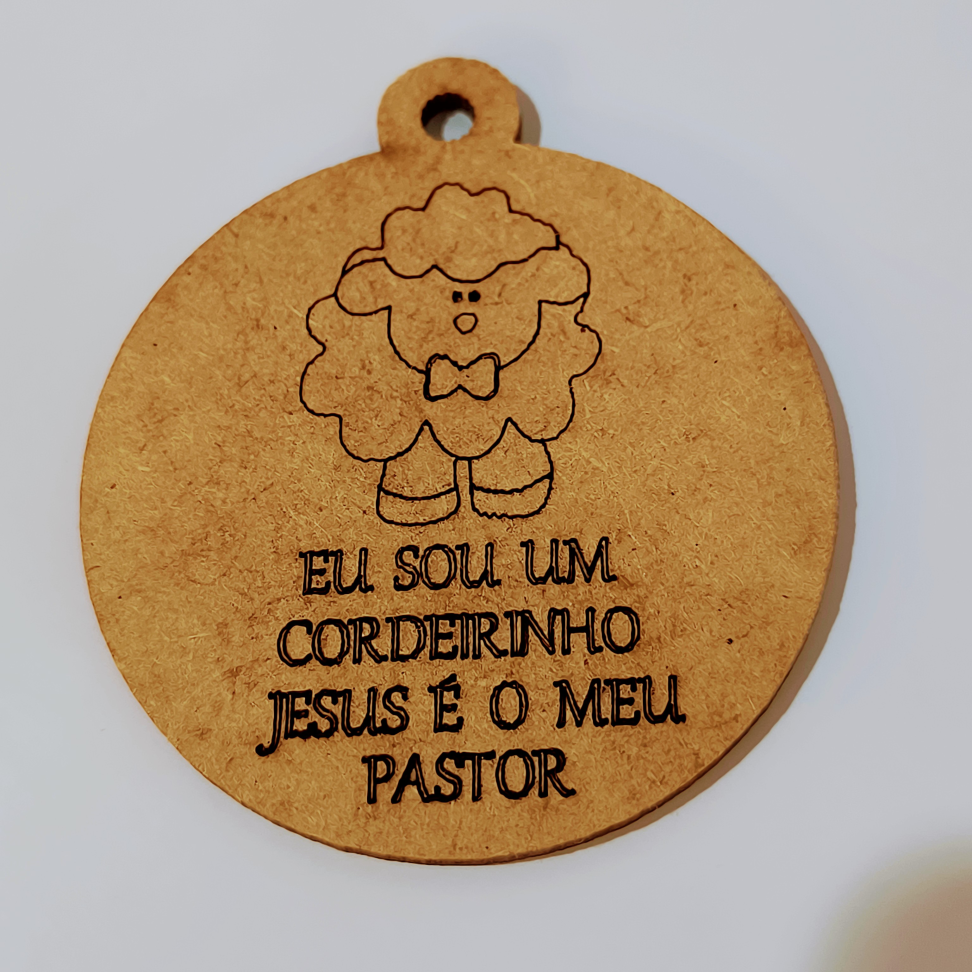 EU SOU UM
CORDEIRINHO
JESUS É O MEU
PASTOR